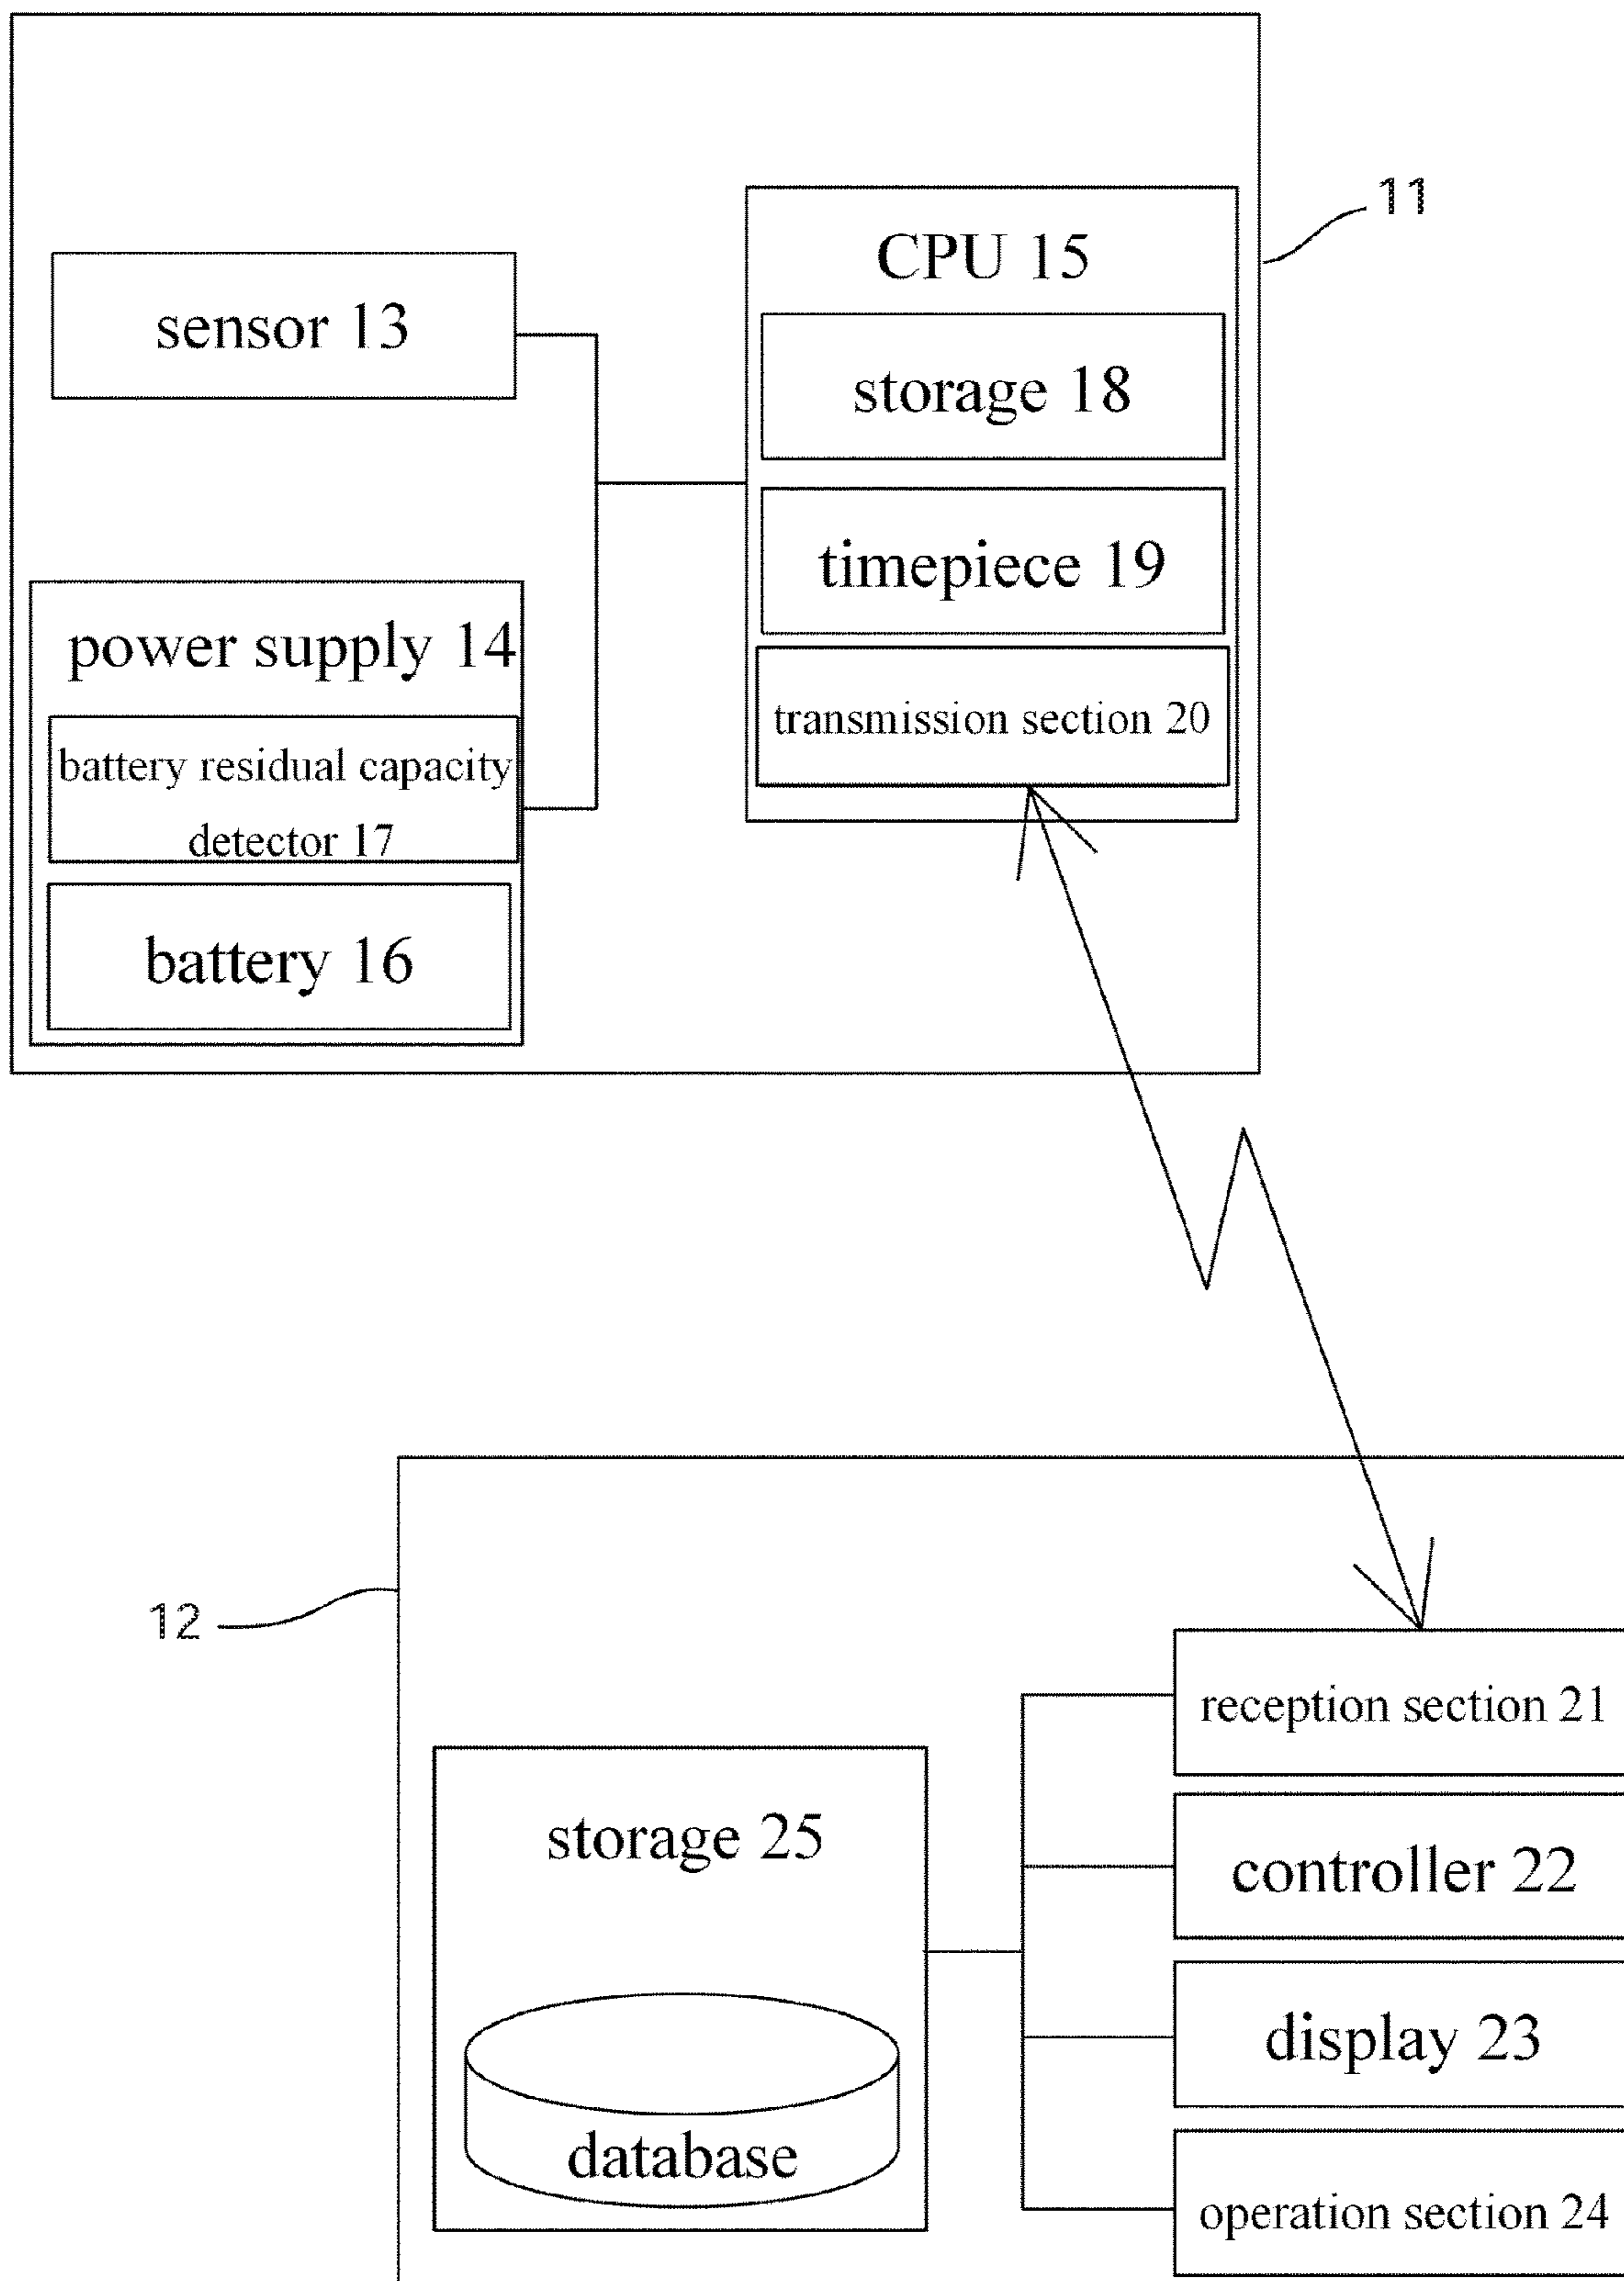 11
CPU 15
sensor 13
storage 18
timepiece 19
power supply 14
transmission section 20
battery residual capacity
detector 17
battery 16
12
reception section 21
storage 25
controller 22
display 23
database
operation section 24